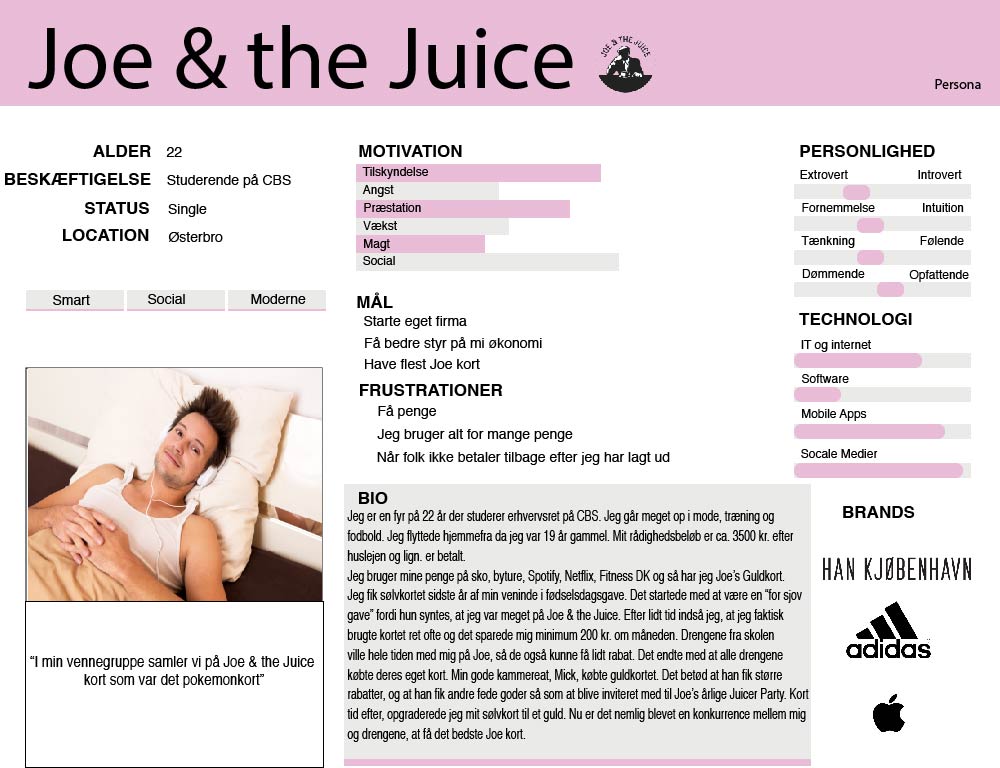 Joe & the Juice
JOE & THE JUICE
Persona
ALDER 22
BESKÆFTIGELSE Studerende på CBS
STATUS Single
LOCATION Østerbro
Smart Social Moderne
“I min vennegruppe samler vi på Joe & the Juice
kort som var det pokemonkort”
MOTIVATION
Tilskyndelse
Angst
Præstation
Vækst
Magt
Social
MÅL
Starte eget firma
Få bedre styr på mi økonomi
Have flest Joe kort
FRUSTRATIONER
Få penge
Jeg bruger alt for mange penge
Når folk ikke betaler tilbage efter jeg har lagt ud
BIO
Jeg er en fyr på 22 år der studerer erhvervsret på CBS. Jeg går meget op i mode, træning og
fodbold. Jeg flyttede hjemmefra da jeg var 19 år gammel. Mit rådighedsbeløb er ca. 3500 kr. efter
huslejen og lign. er betalt.
Jeg bruger mine penge på sko, byture, Spotify, Netflix, Fitness DK og så har jeg Joe’s Guldkort.
Jeg fik sølvkortet sidste år af min veninde i fødselsdagsgave. Det startede med at være en “for sjov
gave” fordi hun syntes, at jeg var meget på Joe & the Juice. Efter lidt tid indså jeg, at jeg faktisk
brugte kortet ret ofte og det sparede mig minimum 200 kr. om måneden. Drengene fra skolen
ville hele tiden med mig på Joe, så de også kunne få lidt rabat. Det endte med at alle drengene
købte deres eget kort. Min gode kammereat, Mick, købte guldkortet. Det betød at han fik større
rabatter, og at han fik andre fede goder så som at blive inviteret med til Joe’s årlige Juicer Party. Kort
tid efter, opgraderede jeg mit sølvkort til et guld. Nu er det nemlig blevet en konkurrence mellem mig
og drengene, at få det bedste Joe kort.
PERSONLIGHED
Extrovert Introvert
Fornemmelse Intuition
Tænkning Følende
Dømmende Opfattende
TECHNOLOGI
IT og internet
Software
Mobile Apps
Socale Medier
BRANDS
HAN KJØBENHAVN
adidas